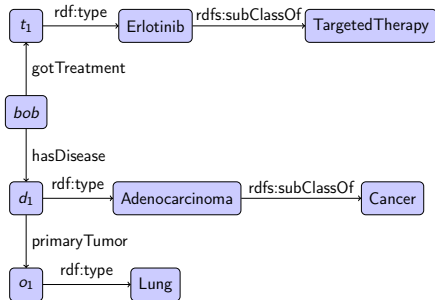 rdf:type
rdfs:subClassOf
t₁
Erlotinib
TargetedTherapy
gotTreatment
bob
hasDisease
rdf:type
rdfs:subClassOf
d₁
Adenocarcinoma
Cancer
primaryTumor
rdf:type
o₁
Lung